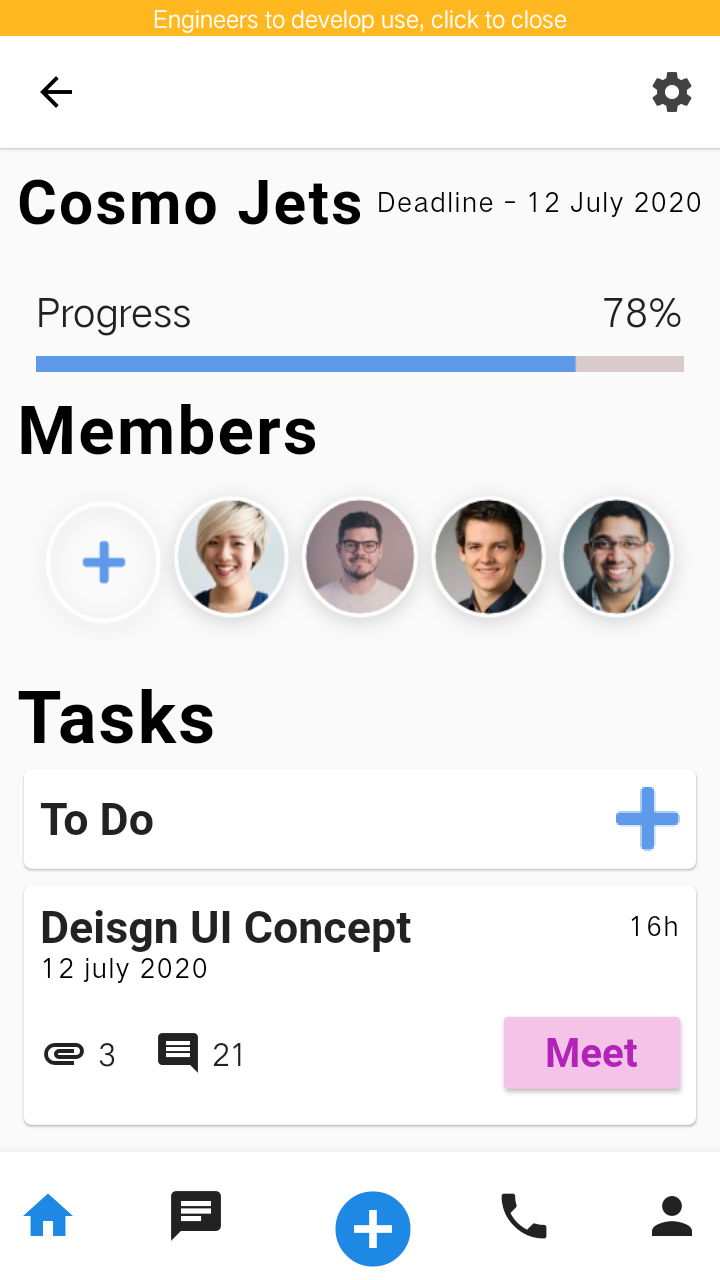 Engineers to develop use, click to close
Cosmo Jets Deadline - 12 July 2020
Progress 78%
Members
Tasks
To Do
Deisgn UI Concept 16h
12 july 2020
3 21 Meet